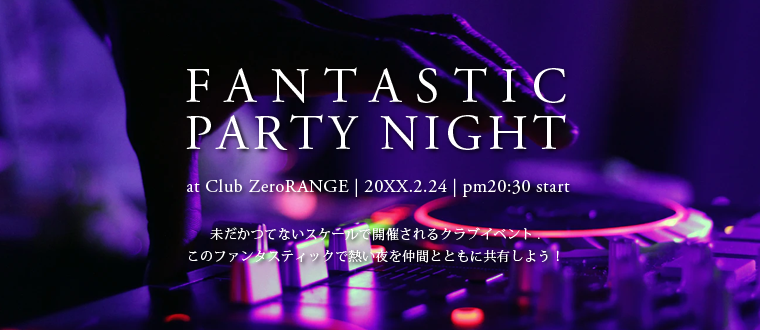 FANTASTIC
PARTY NIGHT
at Club ZeroRANGE | 20XX.2.24 | pm20:30 start
未だかつてないスケールで開催されるクラブイベント.
このファンタスティックで熱い夜を仲間とともに共有しよう！